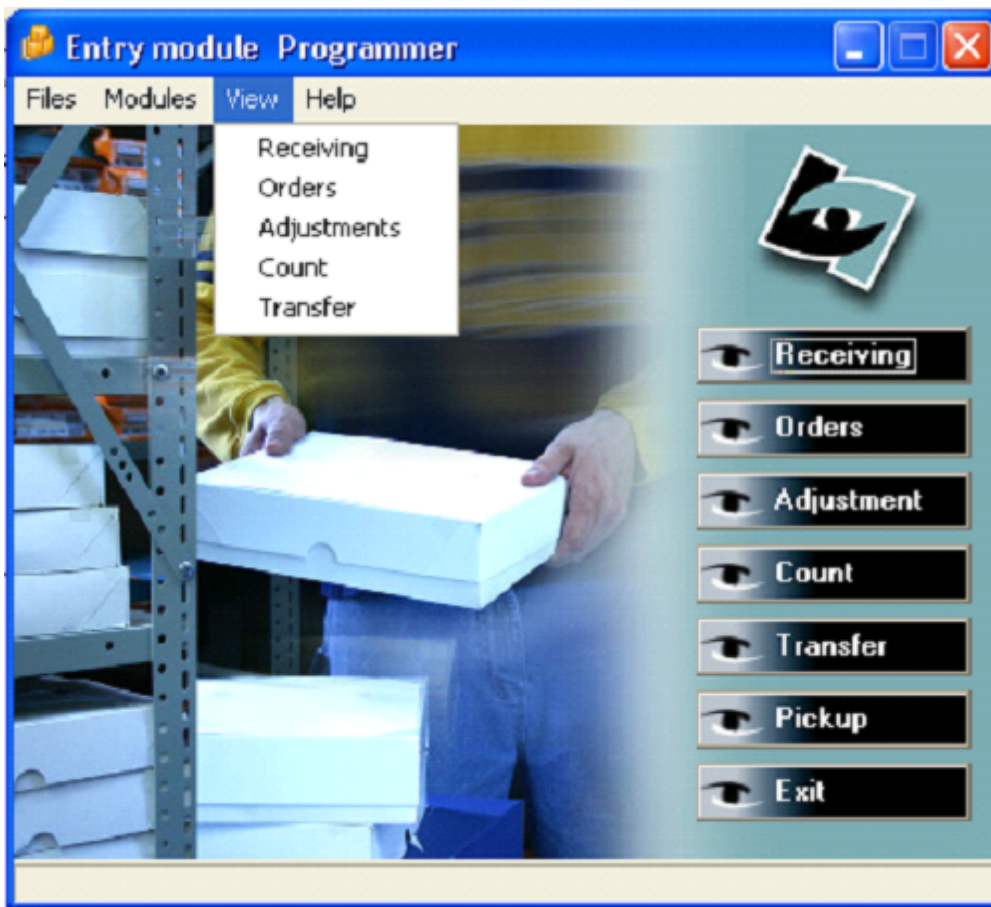 Entry module  Programmer
Files Modules View Help
Receiving
Orders
Adjustments
Count
Transfer
Receiving
Orders
Adjustment
Count
Transfer
Pickup
Exit